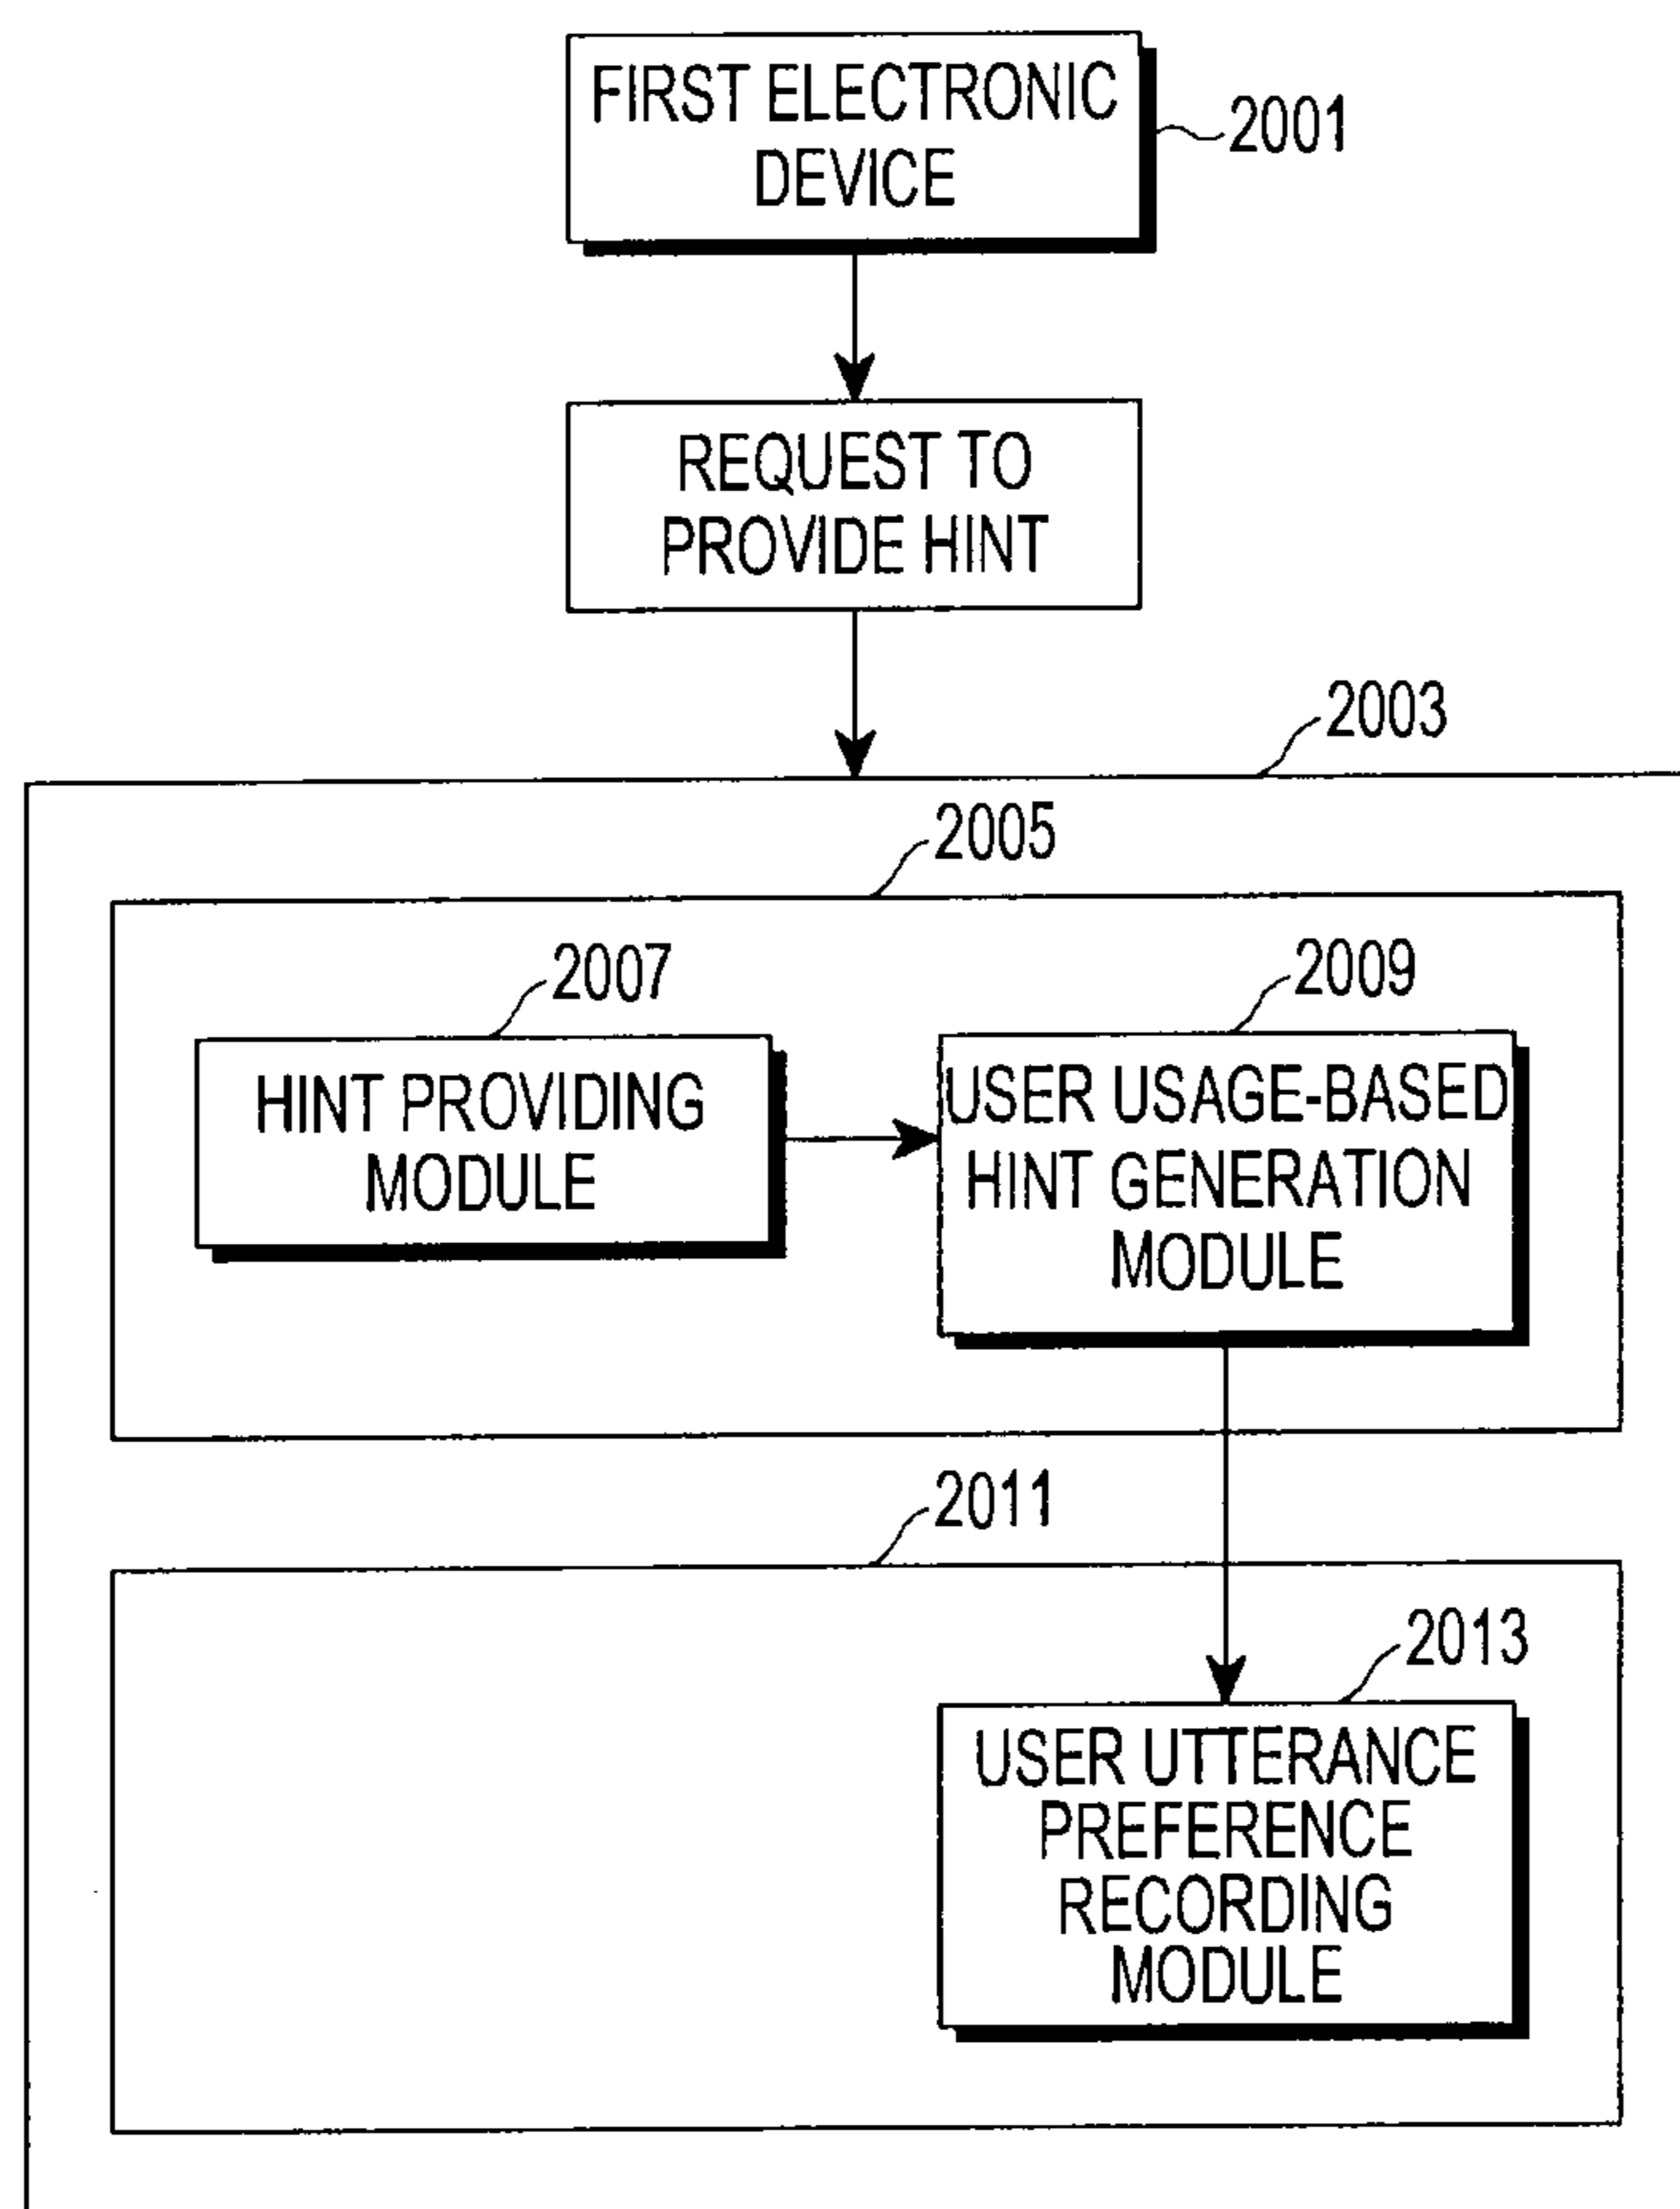 FIRST ELECTRONIC
DEVICE
2001
REQUEST TO
PROVIDE HINT
2003
2005
2007
2009
HINT PROVIDING
MODULE
USER USAGE-BASED
HINT GENERATION
MODULE
2011
2013
USER UTTERANCE
PREFERENCE
RECORDING
MODULE